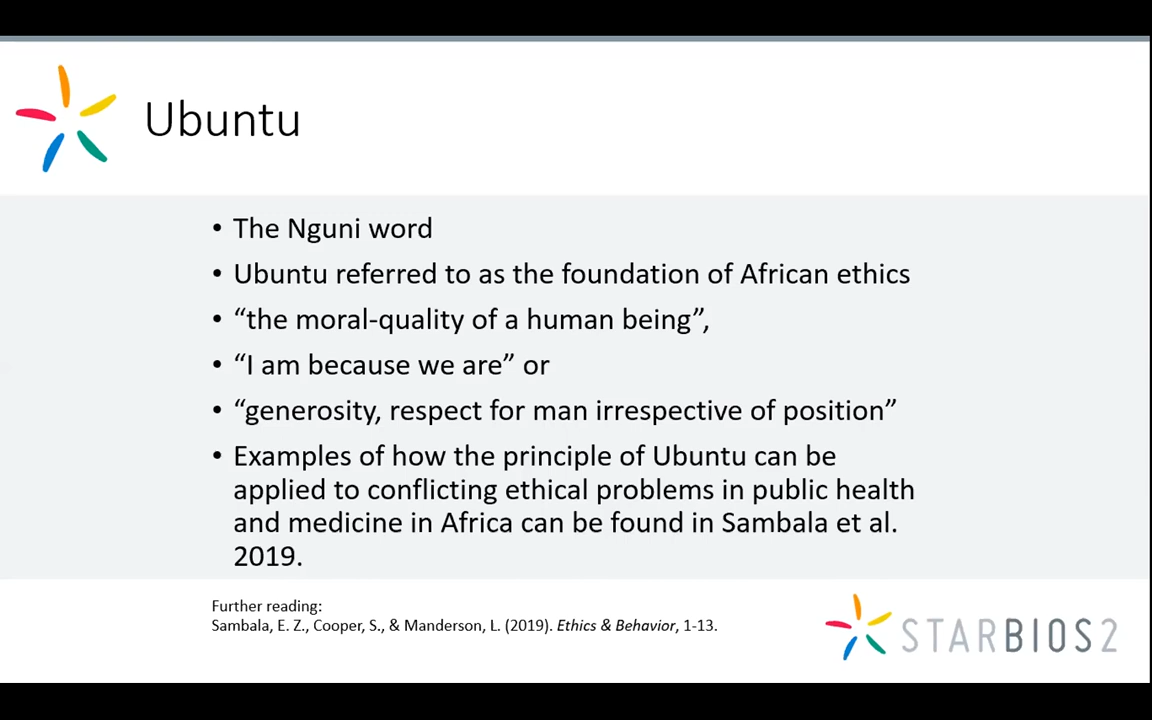 Ubuntu
• The Nguni word
• Ubuntu referred to as the foundation of African ethics
• “the moral-quality of a human being”,
• “I am because we are” or
• “generosity, respect for man irrespective of position”
• Examples of how the principle of Ubuntu can be
applied to conflicting ethical problems in public health
and medicine in Africa can be found in Sambala et al.
2019.
Further reading:
Sambala, E. Z., Cooper, S., & Manderson, L. (2019). Ethics & Behavior, 1-13.
STARBIOS2